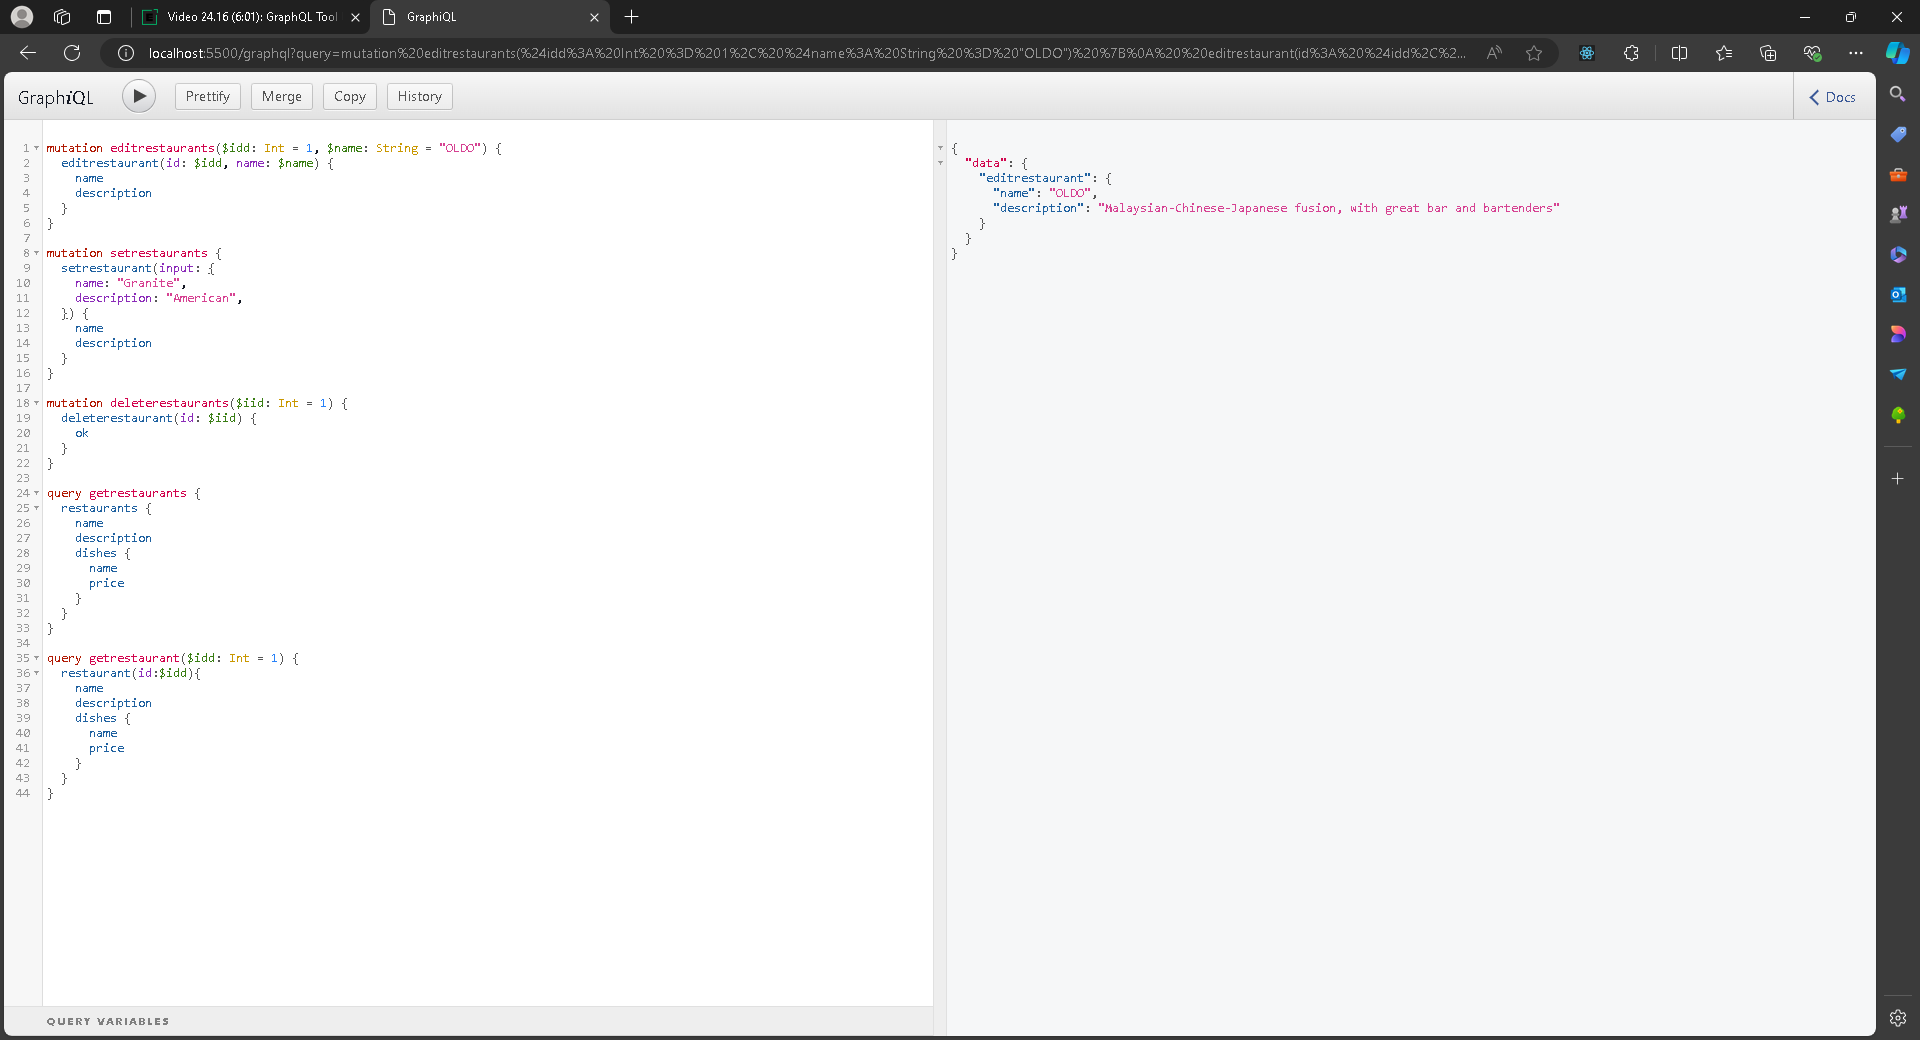 Video 24.16 (6:01): GraphQL Tool
GraphiQL
localhost:5500/graphql?query=mutation%20editrestaurants(%24idd%3A%20Int%20%3D%201%2C%20%24name%3A%20String%20%3D%20"OLDO")%20%7B%0A%20%20editrestaurant(id%3A%20%24idd%2C%2...
GraphiQL
Prettify
Merge
Copy
History
Docs
1 mutation editrestaurants($idd: Int = 1, $name: String = "OLDO") {
2 editrestaurant(id: $idd, name: $name) {
3 name
4 description
5 }
6 }
7
8 mutation setrestaurants {
9 setrestaurant(input: {
10 name: "Granite",
11 description: "American",
12 }) {
13 name
14 description
15 }
16 }
17
18 mutation deleterestaurants($iid: Int = 1) {
19 deleterestaurant(id: $iid) {
20 ok
21 }
22 }
23
24 query getrestaurants {
25 restaurants {
26 name
27 description
28 dishes {
29 name
30 price
31 }
32 }
33 }
34
35 query getrestaurant($idd: Int = 1) {
36 restaurant(id:$idd){
37 name
38 description
39 dishes {
40 name
41 price
42 }
43 }
44 }
QUERY VARIABLES
{
"data": {
"editrestaurant": {
"name": "OLDO",
"description": "Malaysian-Chinese-Japanese fusion, with great bar and bartenders"
}
}
}